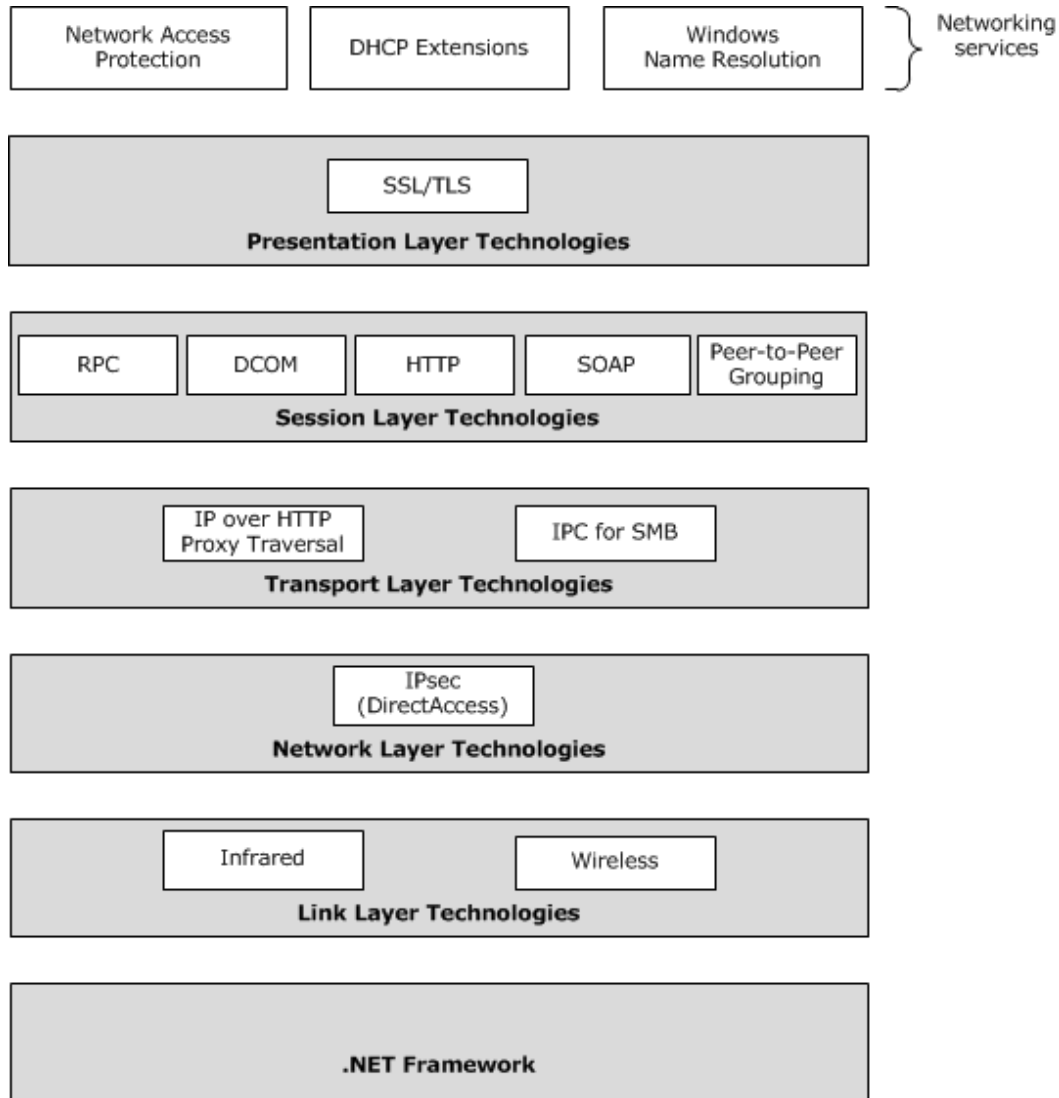 Network Access
Protection
DHCP Extensions
Windows
Name Resolution
Networking
services
SSL/TLS
Presentation Layer Technologies
RPC
DCOM
HTTP
SOAP
Peer-to-Peer
Grouping
Session Layer Technologies
IP over HTTP
Proxy Traversal
IPC for SMB
Transport Layer Technologies
IPsec
(DirectAccess)
Network Layer Technologies
Infrared
Wireless
Link Layer Technologies
.NET Framework